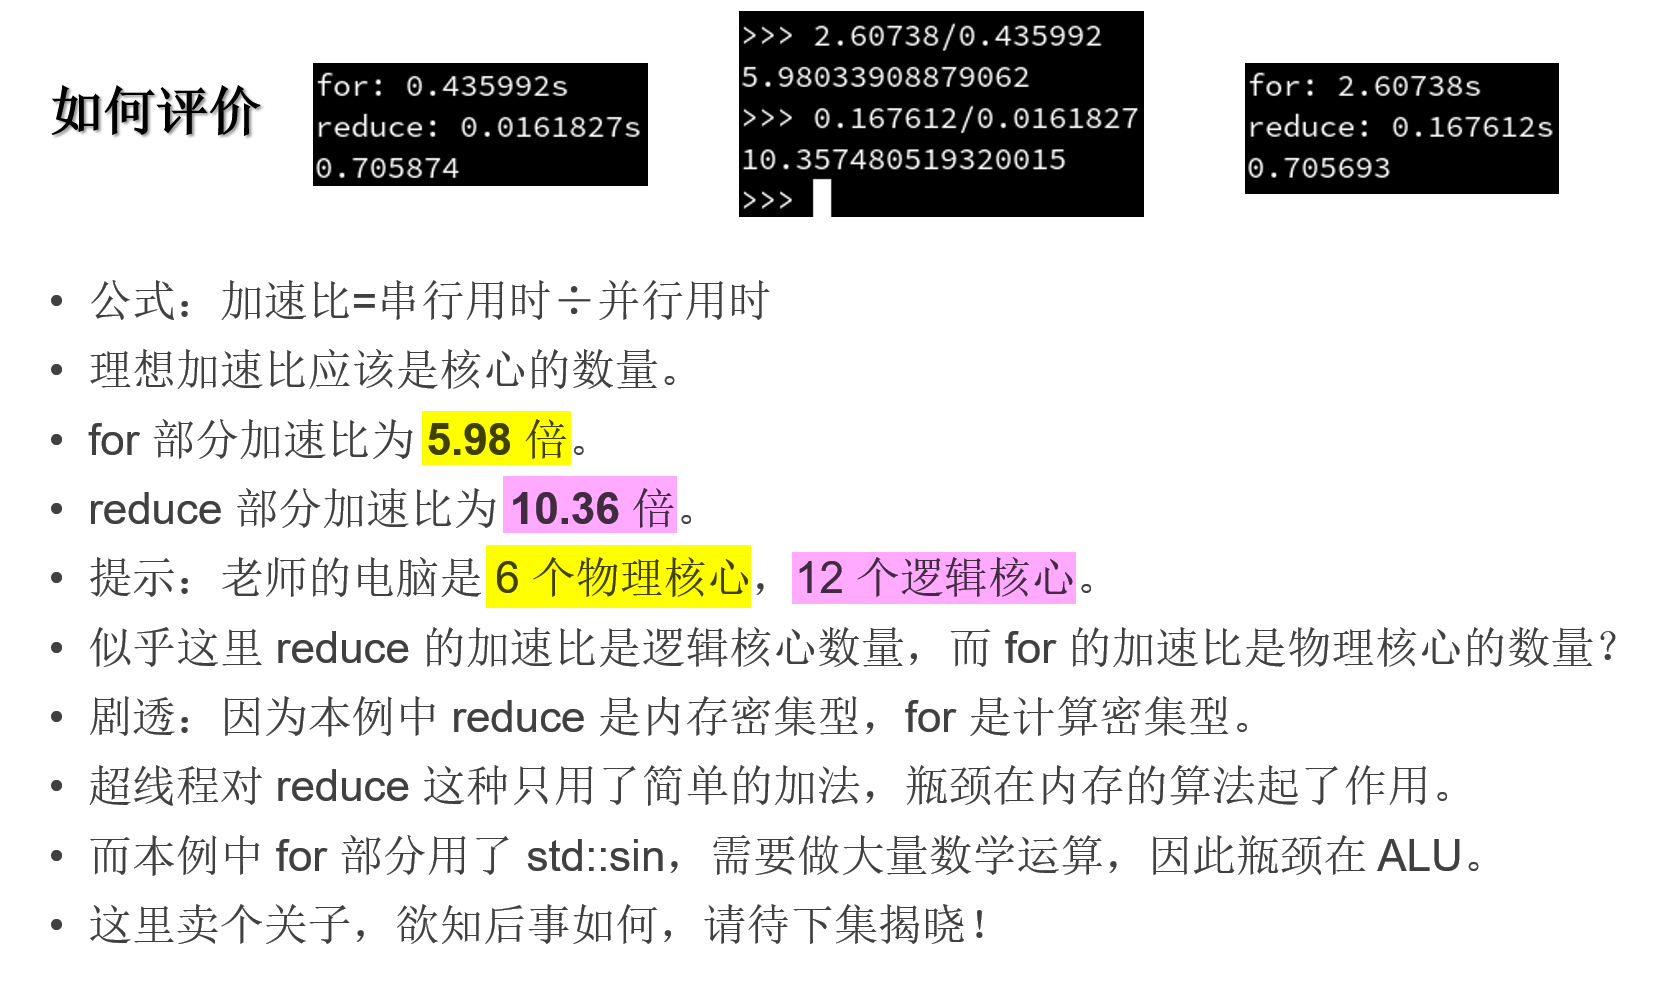 如何评价
for: 0.435992s
reduce: 0.0161827s
0.705874
>>> 2.60738/0.435992
5.98033908879062
>>> 0.167612/0.0161827
10.357480519320015
>>>
for: 2.60738s
reduce: 0.167612s
0.705693
• 公式：加速比=串行用时÷并行用时
• 理想加速比应该是核心的数量。
• for 部分加速比为 5.98 倍。
• reduce 部分加速比为 10.36 倍。
• 提示：老师的电脑是 6 个物理核心，12 个逻辑核心。
• 似乎这里 reduce 的加速比是逻辑核心数量，而 for 的加速比是物理核心的数量？
• 剧透：因为本例中 reduce 是内存密集型，for 是计算密集型。
• 超线程对 reduce 这种只用了简单的加法，瓶颈在内存的算法起了作用。
• 而本例中 for 部分用了 std::sin，需要做大量数学运算，因此瓶颈在 ALU。
• 这里卖个关子，欲知后事如何，请待下集揭晓！